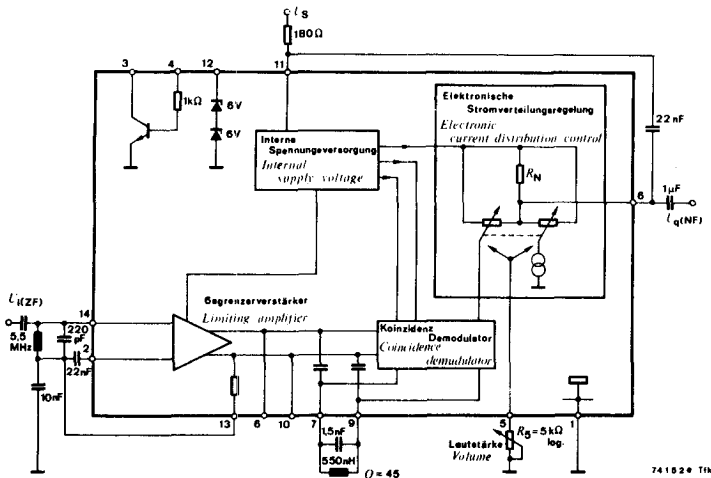 U_S
180Ω
3
4
12
11
1kΩ
6V
6V
Interne
Spannungsversorgung
Internal
supply voltage
Elektronische
Stromverteilungsregelung
Electronic
current distribution control
R_N
22nF
6
1µF
U_q(NF)
U_i(ZF)
14
5,5
MHz
220
pF
2
22nF
10nF
Begrenzerverstärker
Limiting amplifier
Koinzidenz
Demodulator
Coincidence
demodulator
13
6
10
7
9
5
1
1,5nF
550nH
Q = 45
Lautstärke
Volume
R_5 = 5kΩ
log.
74 152 9 Tfk